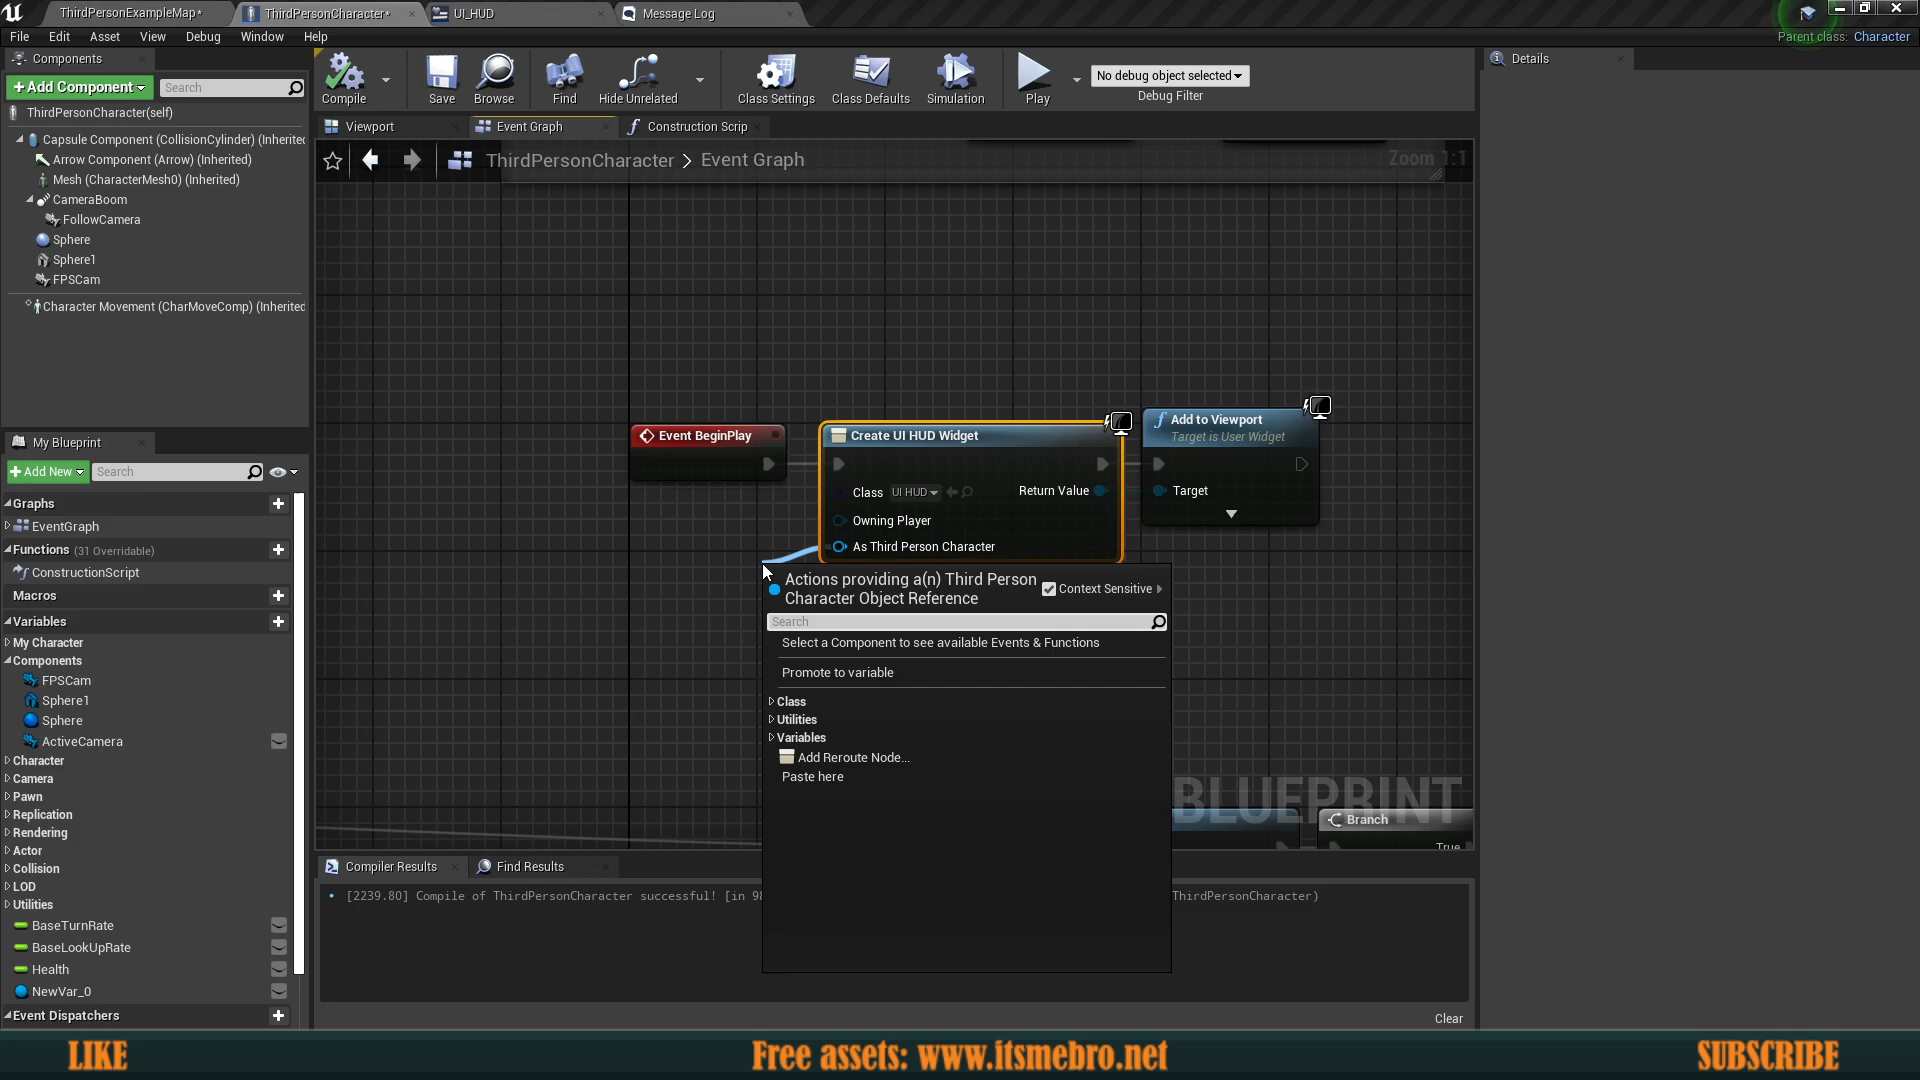 ThirdPersonExampleMap*
ThirdPersonCharacter*
UI_HUD
Message Log
File Edit Asset View Debug Window Help
Parent class: Character
Components
+Add Component
Search
ThirdPersonCharacter(self)
Capsule Component (CollisionCylinder) (Inherited
Arrow Component (Arrow) (Inherited)
Mesh (CharacterMesh0) (Inherited)
CameraBoom
FollowCamera
Sphere
Sphere1
FPSCam
Character Movement (CharMoveComp) (Inherited
Compile
Save
Browse
Find
Hide Unrelated
Class Settings
Class Defaults
Simulation
Play
No debug object selected
Debug Filter
Viewport
Event Graph
Construction Scrip
ThirdPersonCharacter > Event Graph
Zoom 1:1
Event BeginPlay
Create UI HUD Widget
Class UI HUD
Return Value
Owning Player
As Third Person Character
Add to Viewport
Target is User Widget
Target
Actions providing a(n) Third Person
Character Object Reference
Context Sensitive
Search
Select a Component to see available Events & Functions
Promote to variable
Class
Utilities
Variables
Add Reroute Node...
Paste here
BLUEPRINT
Branch
True
My Blueprint
+Add New
Search
Graphs
EventGraph
Functions (31 Overridable)
ConstructionScript
Macros
Variables
My Character
Components
FPSCam
Sphere1
Sphere
ActiveCamera
Character
Camera
Pawn
Replication
Rendering
Actor
Collision
LOD
Utilities
BaseTurnRate
BaseLookUpRate
Health
NewVar_0
Event Dispatchers
Compiler Results
Find Results
[2239.80] Compile of ThirdPersonCharacter successful! [in 98
ThirdPersonCharacter)
Clear
Details
LIKE
Free assets: www.itsmebro.net
SUBSCRIBE